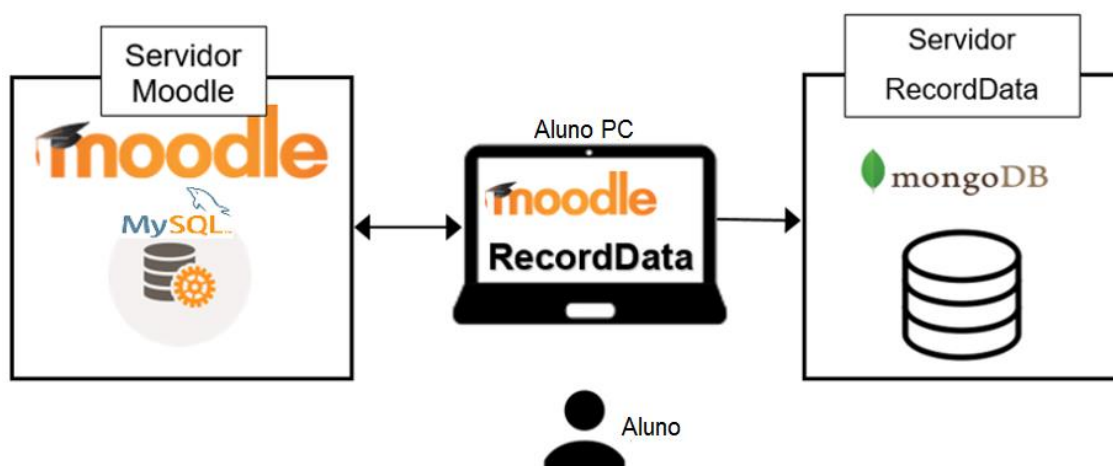 Servidor
Moodle
moodle
MySQL
Aluno PC
moodle
RecordData
Servidor
RecordData
mongoDB
Aluno